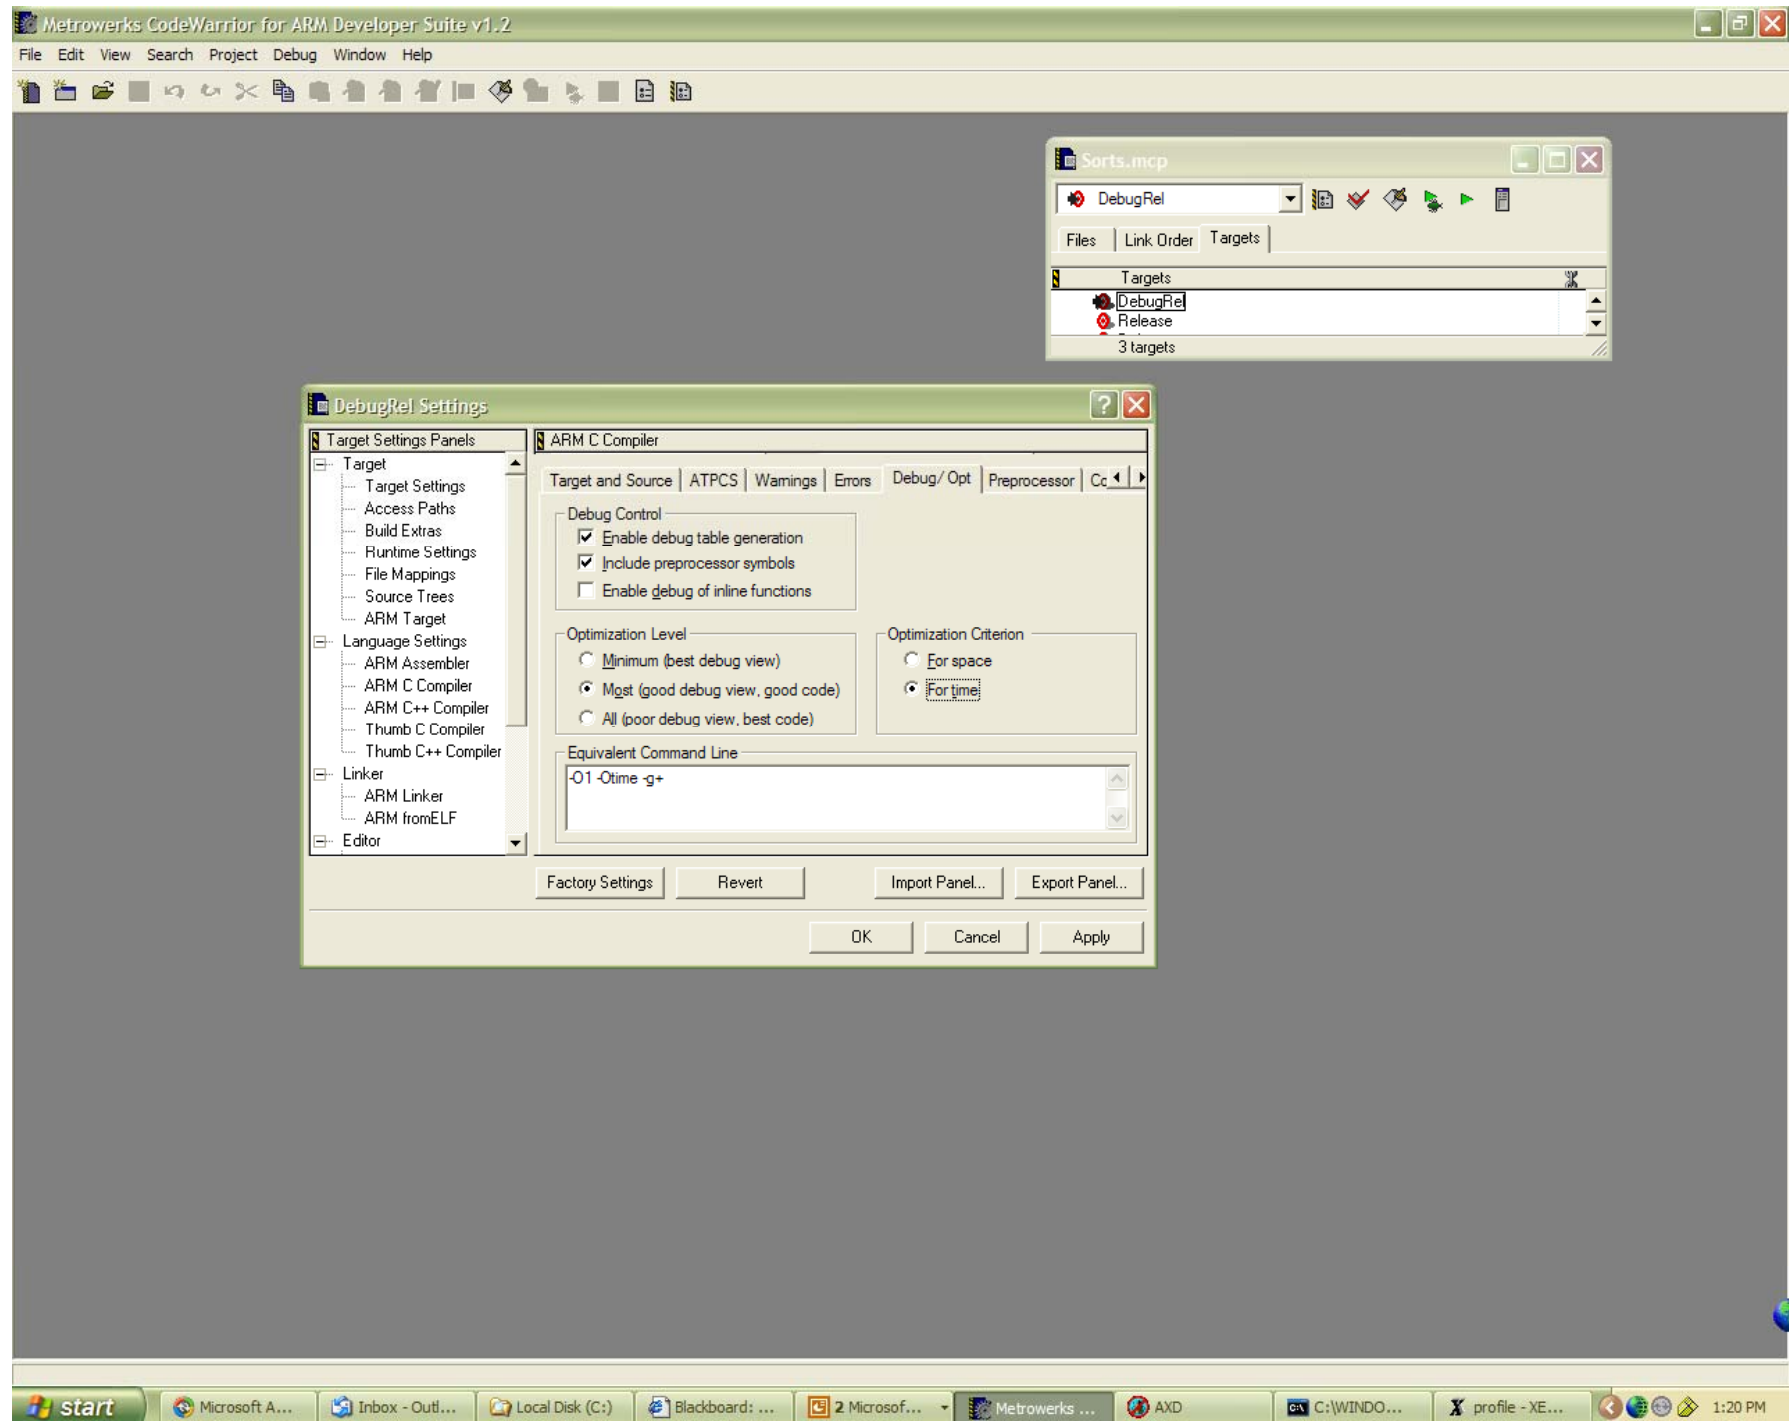 Metrowerks CodeWarrior for ARM Developer Suite v1.2
File Edit View Search Project Debug Window Help
Sorts.mcp
DebugRel
Files Link Order Targets
Targets
DebugRel
Release
3 targets
DebugRel Settings
Target Settings Panels
Target
Target Settings
Access Paths
Build Extras
Runtime Settings
File Mappings
Source Trees
ARM Target
Language Settings
ARM Assembler
ARM C Compiler
ARM C++ Compiler
Thumb C Compiler
Thumb C++ Compiler
Linker
ARM Linker
ARM fromELF
Editor
ARM C Compiler
Target and Source ATPCS Warnings Errors Debug/ Opt Preprocessor
Debug Control
Enable debug table generation
Include preprocessor symbols
Enable debug of inline functions
Optimization Level
Minimum (best debug view)
Most (good debug view, good code)
All (poor debug view, best code)
Optimization Criterion
For space
For time
Equivalent Command Line
-O1 -Otime -g+
Factory Settings Revert Import Panel... Export Panel...
OK Cancel Apply
start Microsoft A... Inbox - Outl... Local Disk (C:) Blackboard: ... 2 Microsof... Metrowerks ... AXD C:\WINDO... profile - XE... 1:20 PM